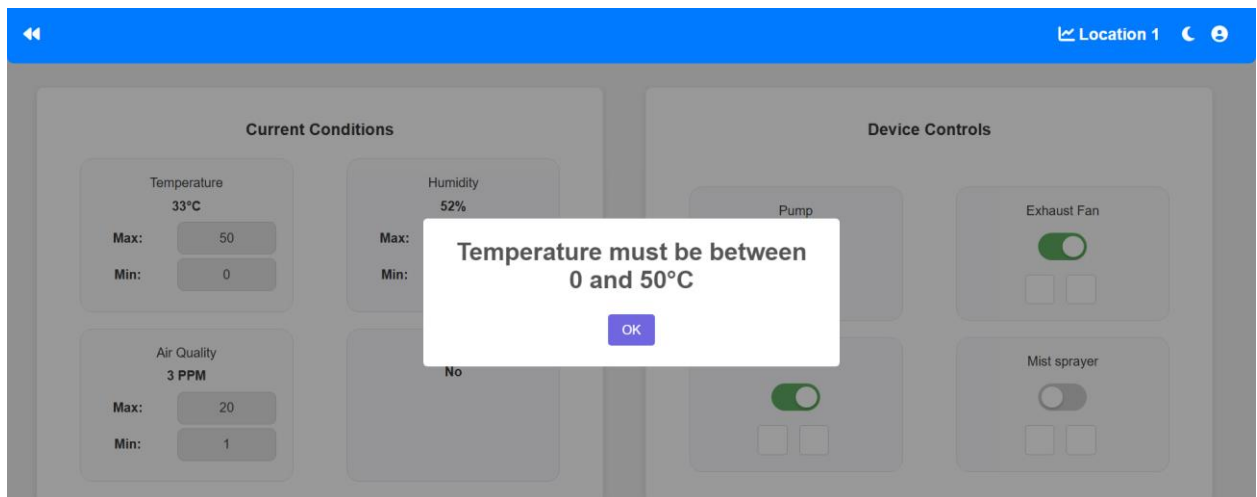 Location 1
Current Conditions
Device Controls
Temperature
33°C
Max: 50
Min: 0
Humidity
52%
Max:
Min:
Pump
Exhaust Fan
Temperature must be between
0 and 50°C
OK
Air Quality
3 PPM
Max: 20
Min: 1
No
Mist sprayer